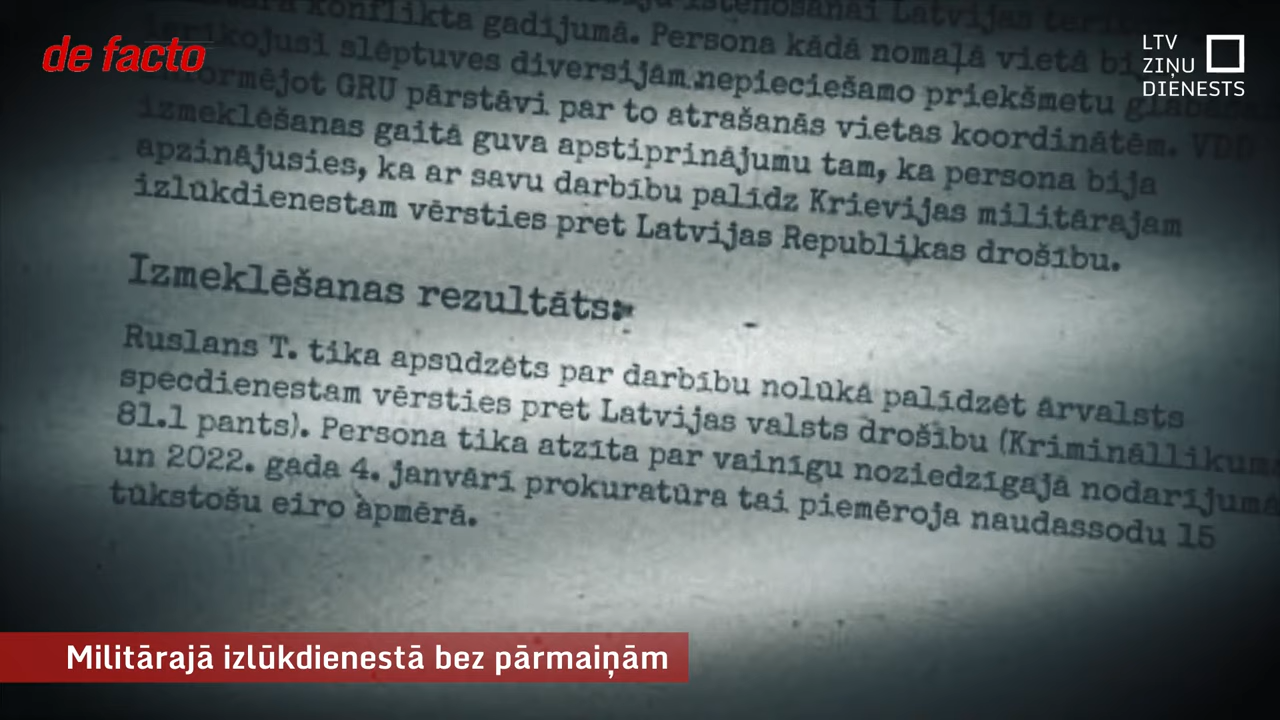 de facto
LTV
ZIŅU
DIENESTS
konflikta gadījumā. Persona kādā nomaļā vietā
slēptuves diversijām nepieciešamo priekšmetu
GRU pārstāvi par to atrašanās vietas koordinātēm. VDD
izmeklēšanas gaitā guva apstiprinājumu tam, ka persona bija
apzinājusies, ka ar savu darbību palīdz Krievijas militārajam
izlūkdienestam vērsties pret Latvijas Republikas drošību.
Izmeklēšanas rezultāts:
Ruslans T. tika apsūdzēts par darbību nolūkā palīdzēt ārvalsts
specdienestam vērsties pret Latvijas valsts drošību (Krimināllikuma
81.1 pants). Persona tika atzīta par vainīgu noziedzīgajā nodarījumā
un 2022. gada 4. janvārī prokuratūra tai piemēroja naudassodu 15
tūkstošu eiro apmērā.
Militārajā izlūkdienestā bez pārmaiņām